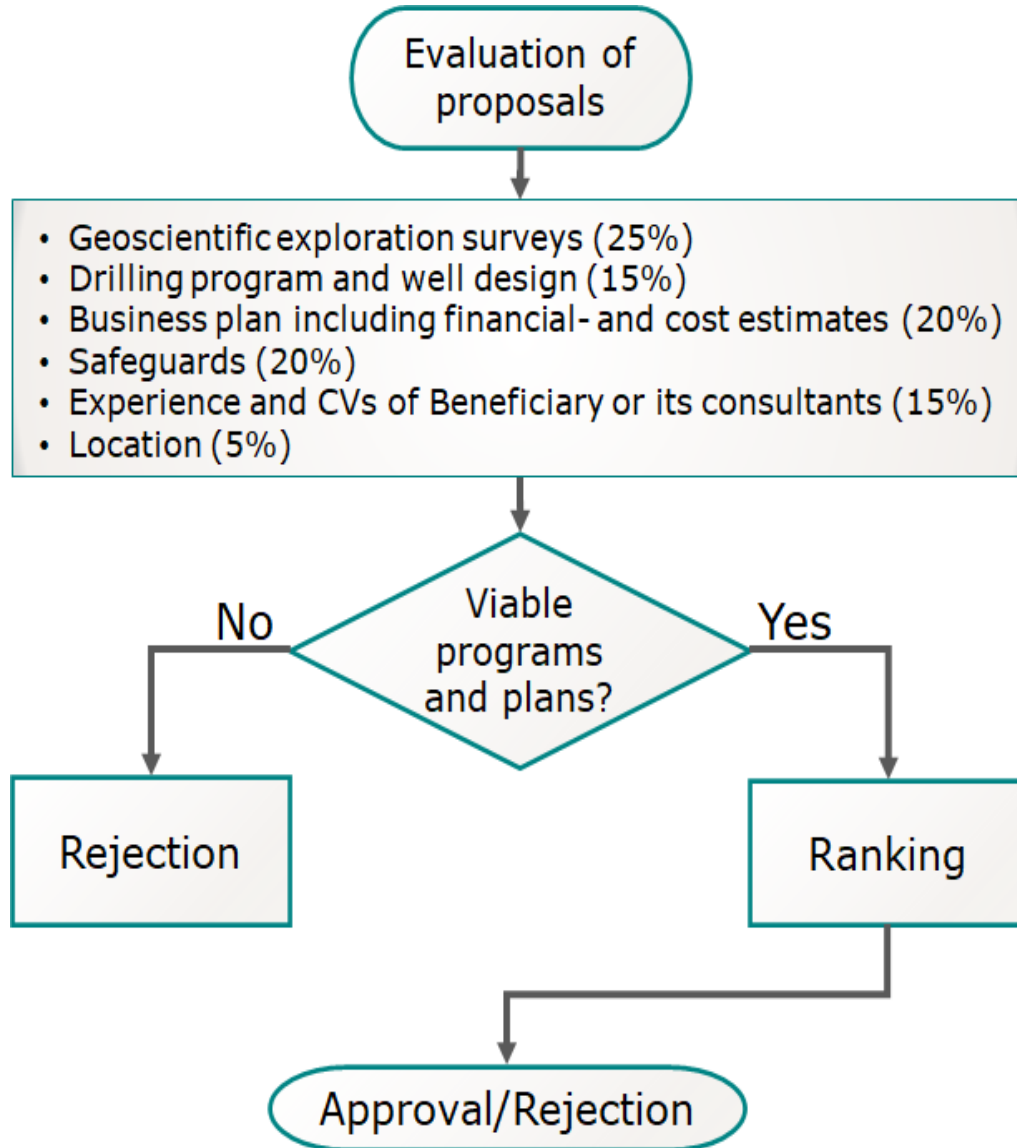 Evaluation of
proposals
• Geoscientific exploration surveys (25%)
• Drilling program and well design (15%)
• Business plan including financial- and cost estimates (20%)
• Safeguards (20%)
• Experience and CVs of Beneficiary or its consultants (15%)
• Location (5%)
Viable
programs
and plans?
No
Yes
Rejection
Ranking
Approval/Rejection